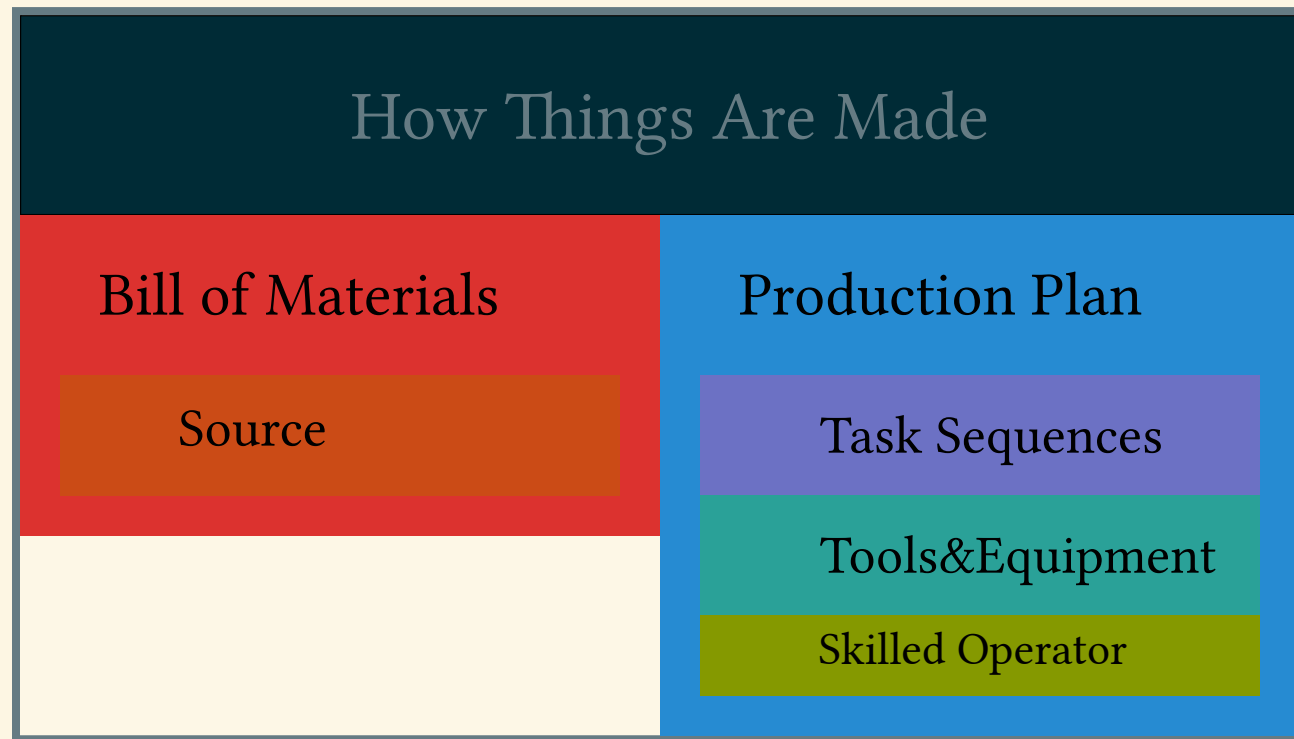 How Things Are Made
Bill of Materials
Source
Production Plan
Task Sequences
Tools&Equipment
Skilled Operator